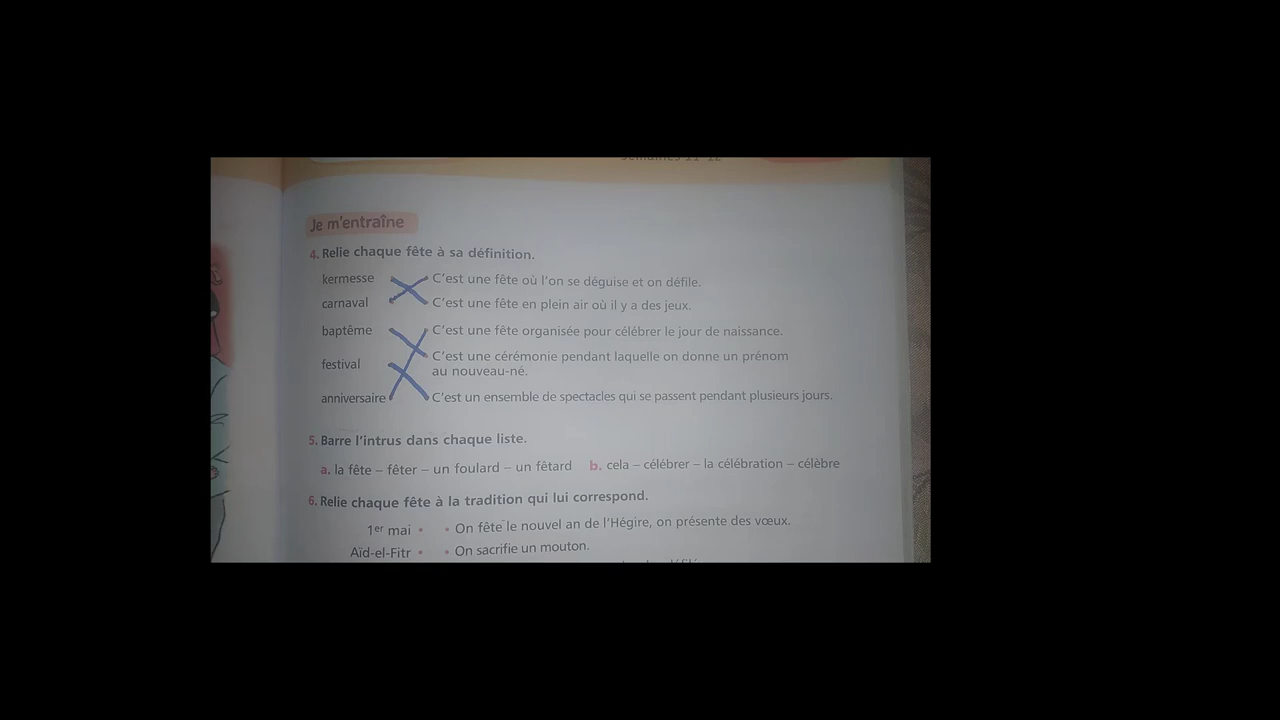 Semaines 11-12
Je m'entraîne
4. Relie chaque fête à sa définition.
kermesse C'est une fête où l'on se déguise et on défile.
carnaval C'est une fête en plein air où il y a des jeux.
baptême C'est une fête organisée pour célébrer le jour de naissance.
festival C'est une cérémonie pendant laquelle on donne un prénom
au nouveau-né.
anniversaire C'est un ensemble de spectacles qui se passent pendant plusieurs jours.
5. Barre l'intrus dans chaque liste.
a. la fête – fêter – un foulard – un fêtard b. cela – célébrer – la célébration – célèbre
6. Relie chaque fête à la tradition qui lui correspond.
1er mai • • On fête le nouvel an de l'Hégire, on présente des vœux.
Aïd-el-Fitr • • On sacrifie un mouton.